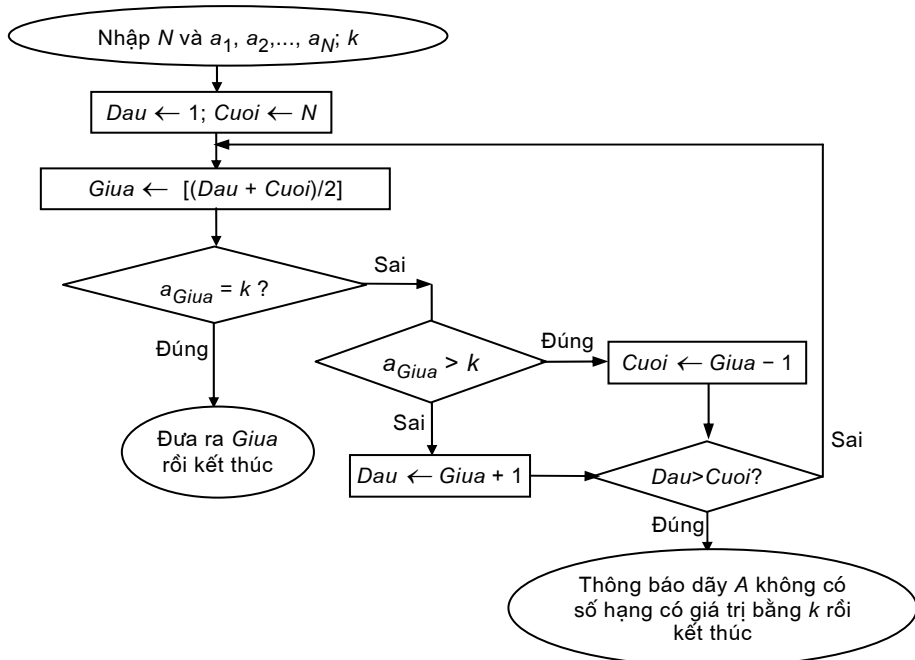 Nhập N và a1, a2,..., aN; k
Dau ← 1; Cuoi ← N
Giua ← [(Dau + Cuoi)/2]
aGiua = k ?
Sai
Đúng
Đưa ra Giua
rồi kết thúc
aGiua > k
Đúng
Cuoi ← Giua − 1
Sai
Dau ← Giua + 1
Dau>Cuoi?
Sai
Đúng
Thông báo dãy A không có
số hạng có giá trị bằng k rồi
kết thúc